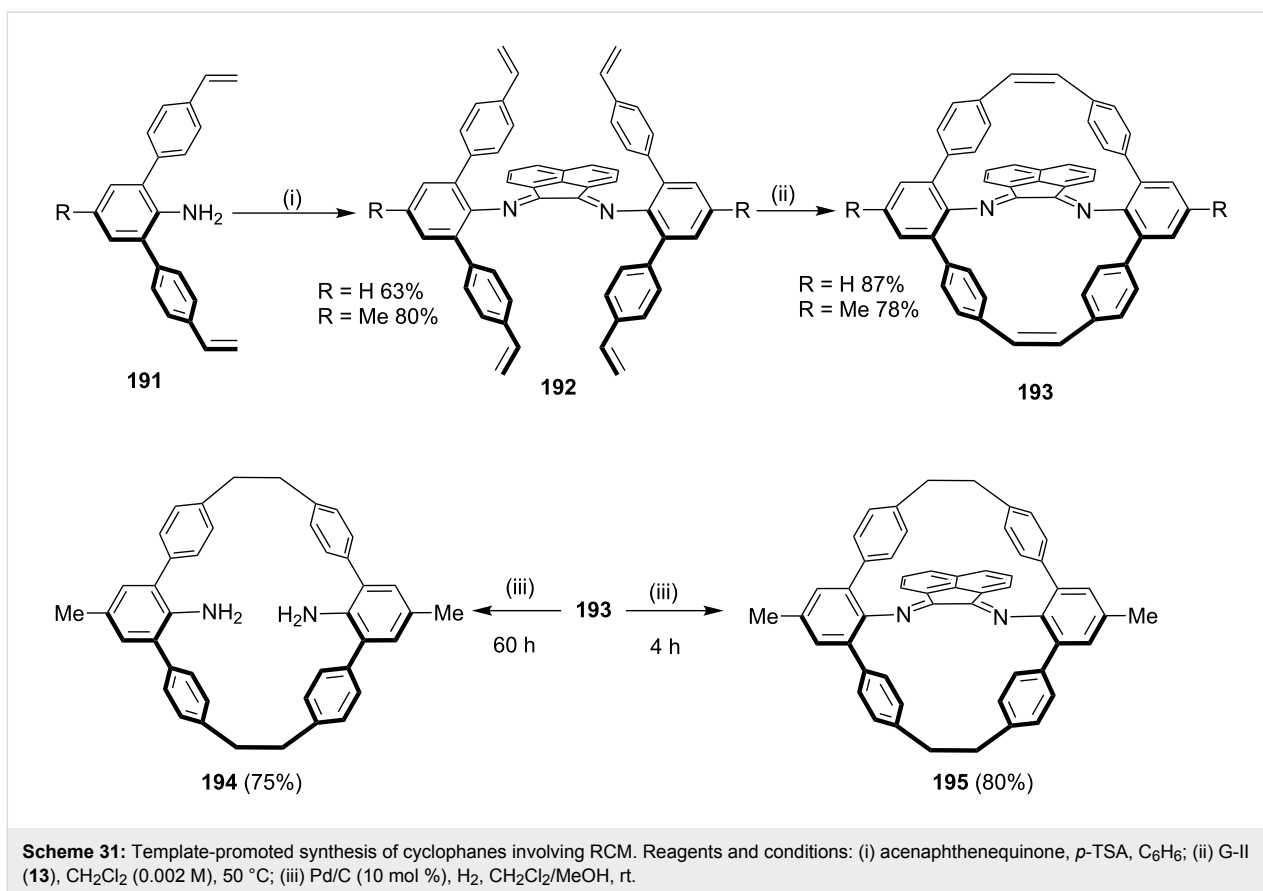 R
NH2
191
(i)
R = H 63%
R = Me 80%
R
N
N
R
192
(ii)
R = H 87%
R = Me 78%
R
N
N
R
193
Me
NH2
H2N
Me
194 (75%)
(iii)
60 h
193
(iii)
4 h
Me
N
N
Me
195 (80%)
Scheme 31: Template-promoted synthesis of cyclophanes involving RCM. Reagents and conditions: (i) acenaphthenequinone, p-TSA, C6H6; (ii) G-II
(13), CH2Cl2 (0.002 M), 50 °C; (iii) Pd/C (10 mol %), H2, CH2Cl2/MeOH, rt.